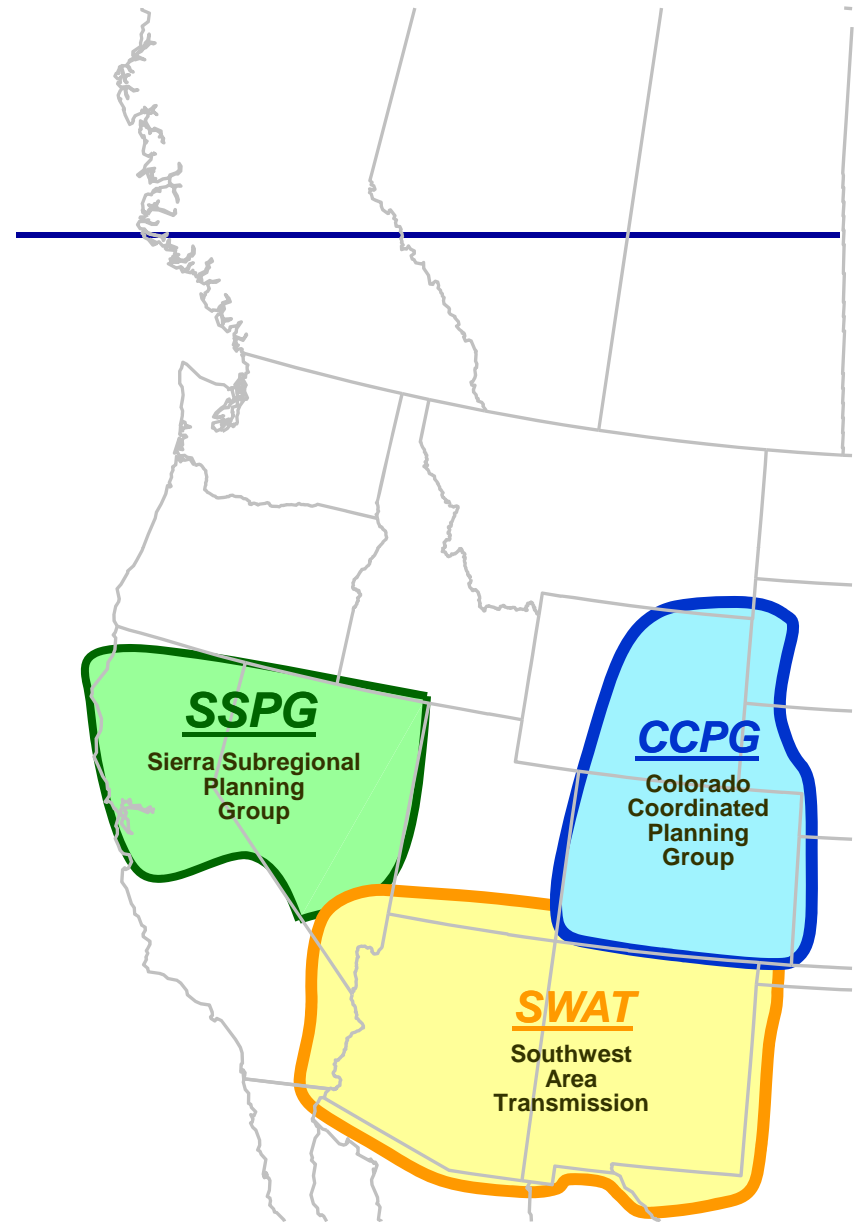 SSPG
Sierra Subregional
Planning
Group
CCPG
Colorado
Coordinated
Planning
Group
SWAT
Southwest
Area
Transmission